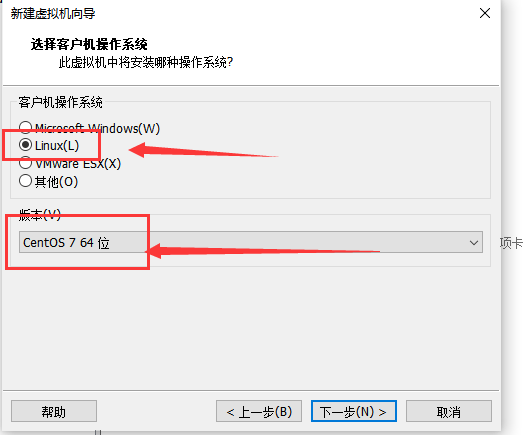 新建虚拟机向导
选择客户机操作系统
此虚拟机中将安装哪种操作系统?
客户机操作系统
Microsoft Windows(W)
Linux(L)
VMware ESX(X)
其他(O)
版本(V)
CentOS 7 64 位
项卡
帮助
< 上一步(B)
下一步(N) >
取消